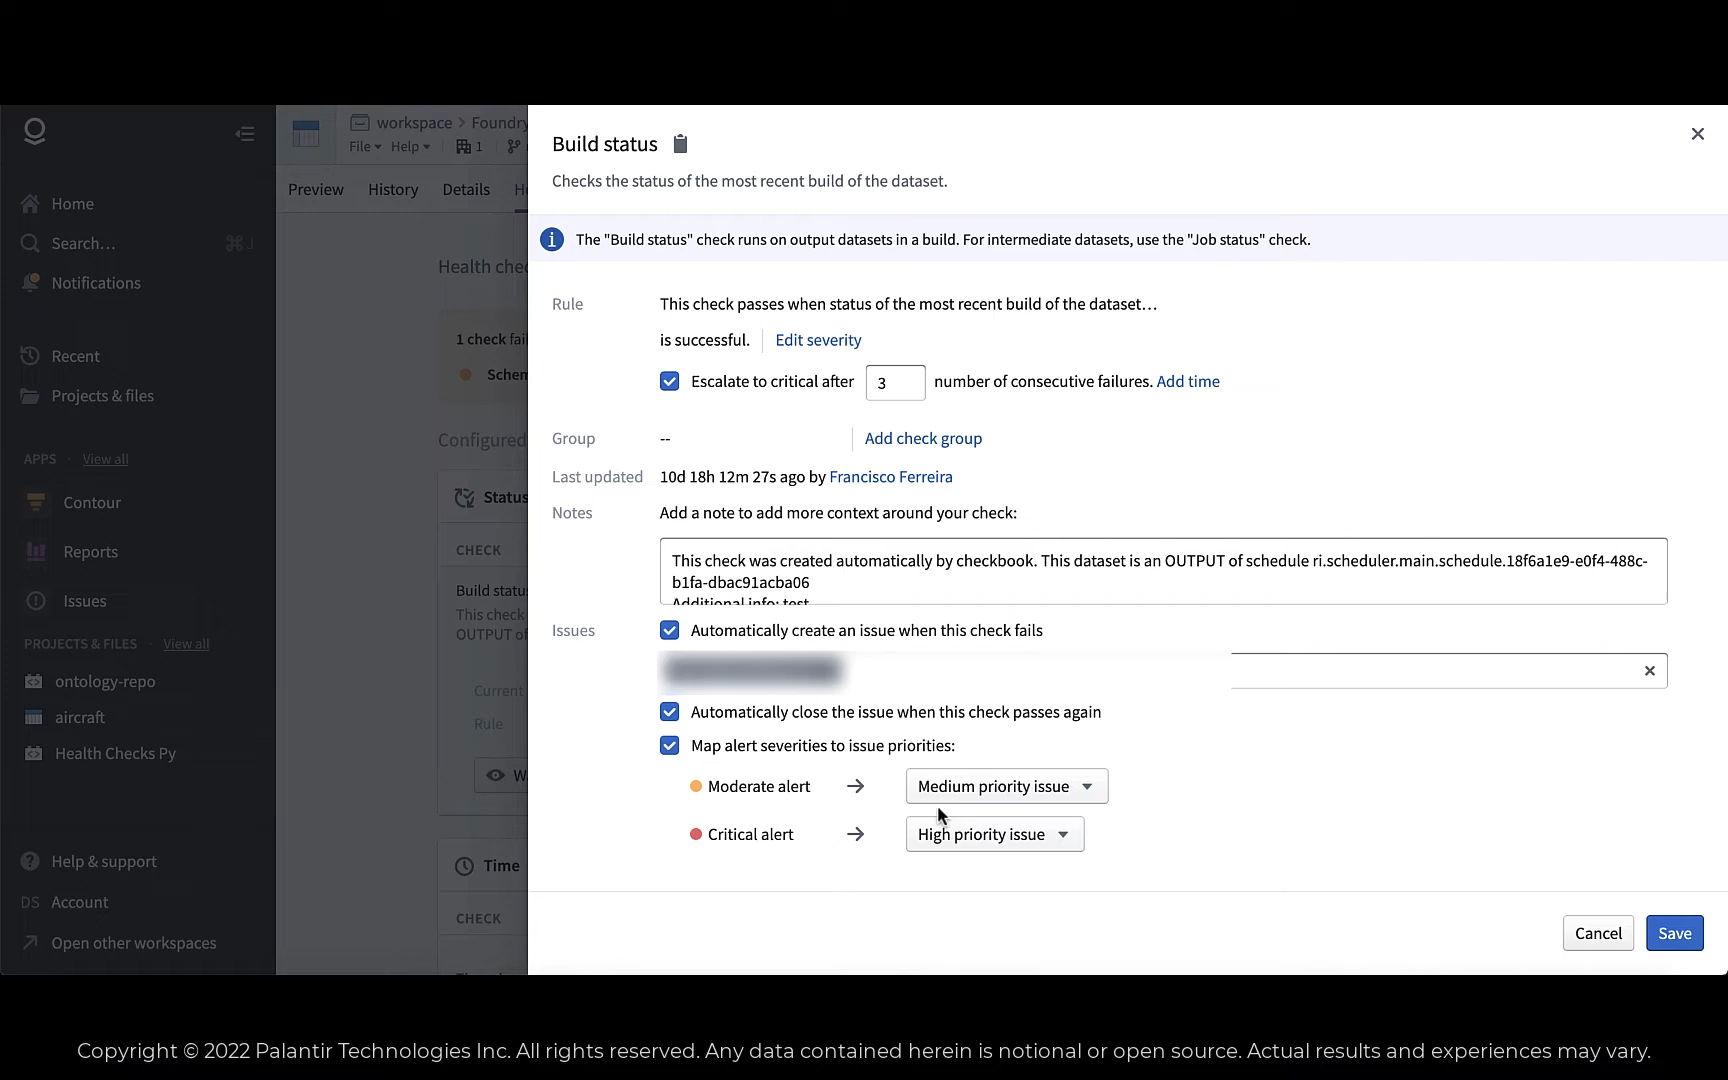 Home
Search…
⌘ J
Notifications
Recent
Projects & files
APPS · View all
Contour
Reports
Issues
PROJECTS & FILES · View all
ontology-repo
aircraft
Health Checks Py
Help & support
DS Account
Open other workspaces
workspace > Foundry
File Help 1
Preview History Details
Health chec
1 check fail
Schem
Configured
Status
CHECK
Build status
This check
OUTPUT of
Current
Rule
Time
CHECK
Build status
Checks the status of the most recent build of the dataset.
The "Build status" check runs on output datasets in a build. For intermediate datasets, use the "Job status" check.
Rule
This check passes when status of the most recent build of the dataset…
is successful. Edit severity
Escalate to critical after 3 number of consecutive failures. Add time
Group -- Add check group
Last updated 10d 18h 12m 27s ago by Francisco Ferreira
Notes Add a note to add more context around your check:
This check was created automatically by checkbook. This dataset is an OUTPUT of schedule ri.scheduler.main.schedule.18f6a1e9-e0f4-488c-
b1fa-dbac91acba06
Additional info: test
Issues Automatically create an issue when this check fails
Automatically close the issue when this check passes again
Map alert severities to issue priorities:
Moderate alert → Medium priority issue
Critical alert → High priority issue
Cancel Save
Copyright © 2022 Palantir Technologies Inc. All rights reserved. Any data contained herein is notional or open source. Actual results and experiences may vary.